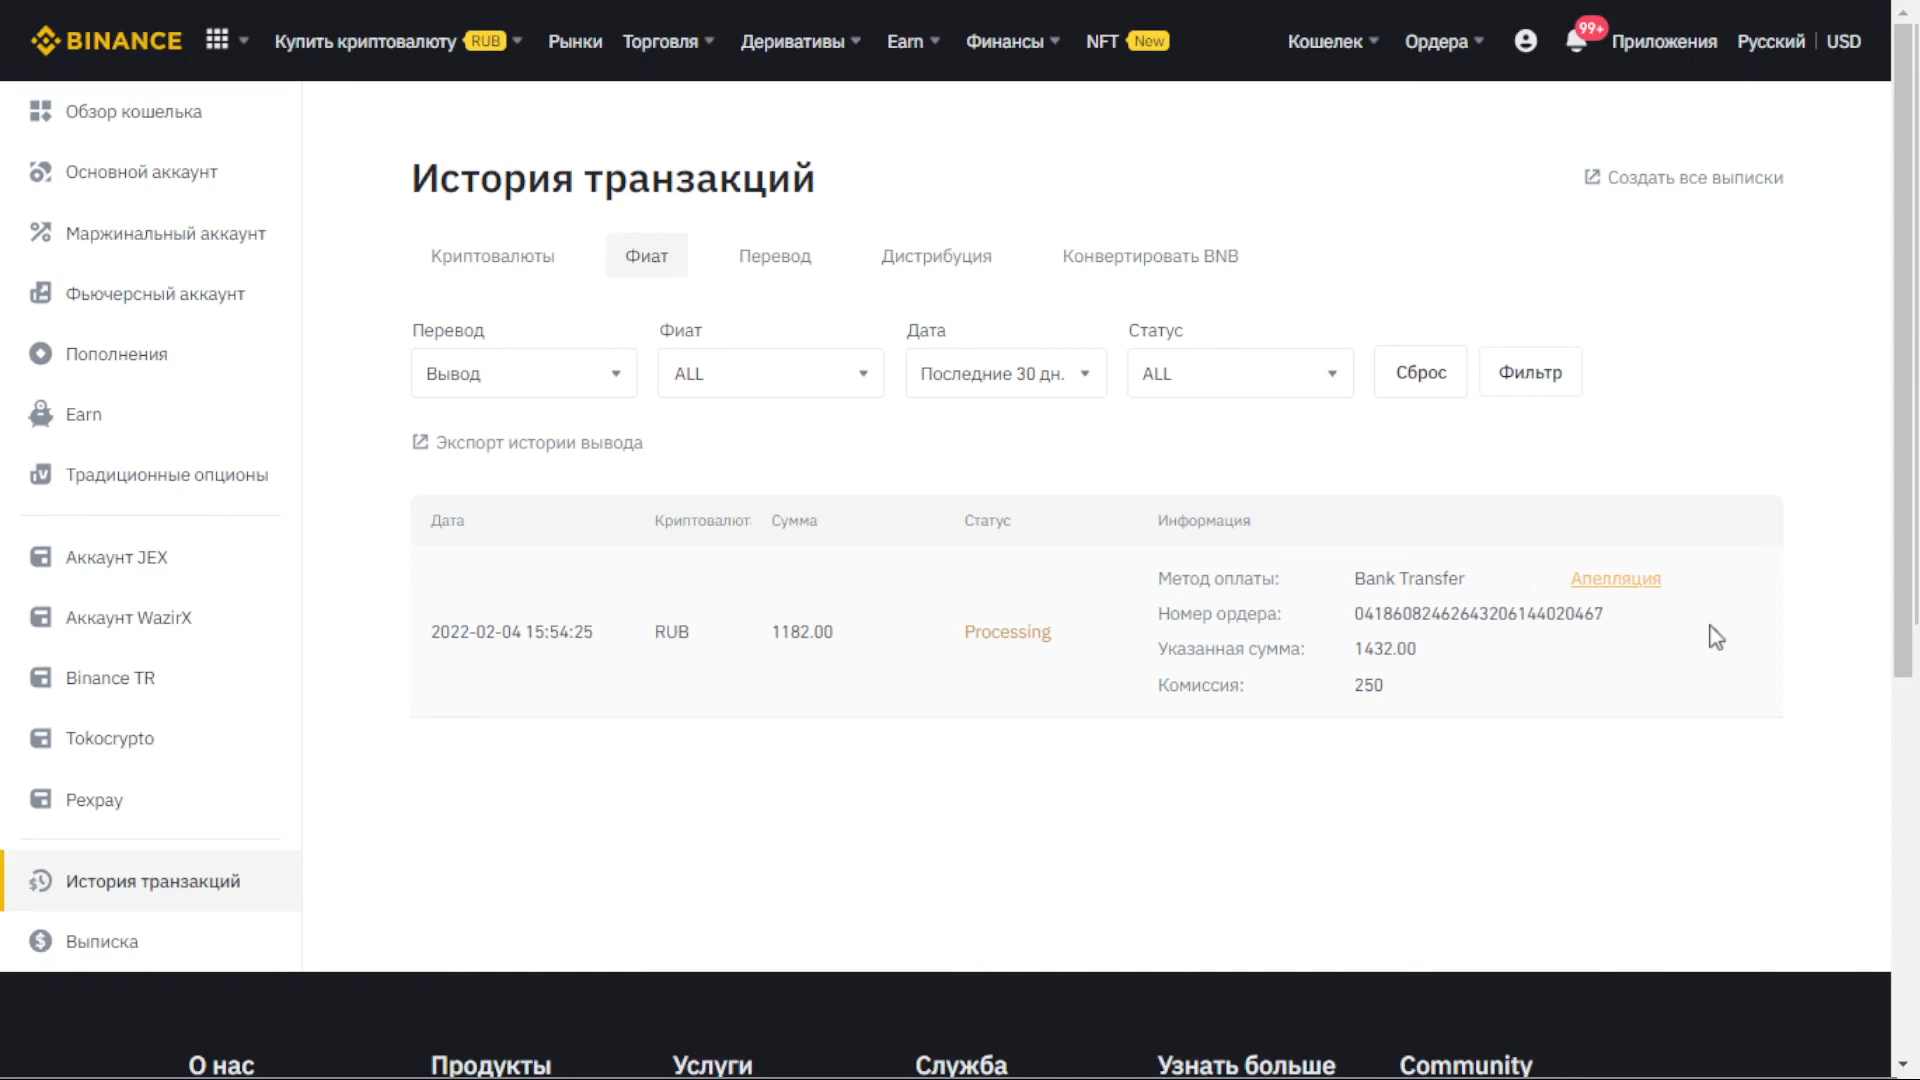 BINANCE Купить криптовалюту RUB Рынки Торговля Деривативы Earn Финансы NFT New Кошелек Ордера 99+ Приложения Русский USD
Обзор кошелька
Основной аккаунт
Маржинальный аккаунт
Фьючерсный аккаунт
Пополнения
Earn
Традиционные опционы
Аккаунт JEX
Аккаунт WazirX
Binance TR
Tokocrypto
Pexpay
История транзакций
Выписка
История транзакций
Создать все выписки
Криптовалюты Фиат Перевод Дистрибуция Конвертировать BNB
Перевод Фиат Дата Статус
Вывод ALL Последние 30 дн. ALL Сброс Фильтр
Экспорт истории вывода
Дата Криптовалют Сумма Статус Информация
2022-02-04 15:54:25 RUB 1182.00 Processing
Метод оплаты: Bank Transfer Апелляция
Номер ордера: 04186082462643206144020467
Указанная сумма: 1432.00
Комиссия: 250
О нас Продукты Услуги Служба Узнать больше Community